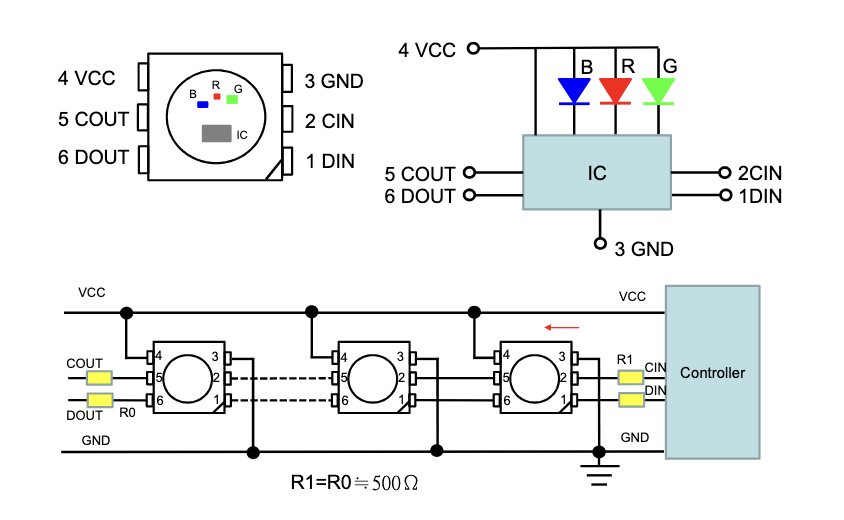 4 VCC
5 COUT
6 DOUT
B
R
G
IC
3 GND
2 CIN
1 DIN
4 VCC
B
R
G
5 COUT
6 DOUT
IC
2CIN
1DIN
3 GND
VCC
VCC
4
3
5
2
6
1
4
3
5
2
6
1
4
3
5
2
6
1
COUT
DOUT
R0
R1
CIN
DIN
Controller
GND
GND
R1=R0≒500Ω